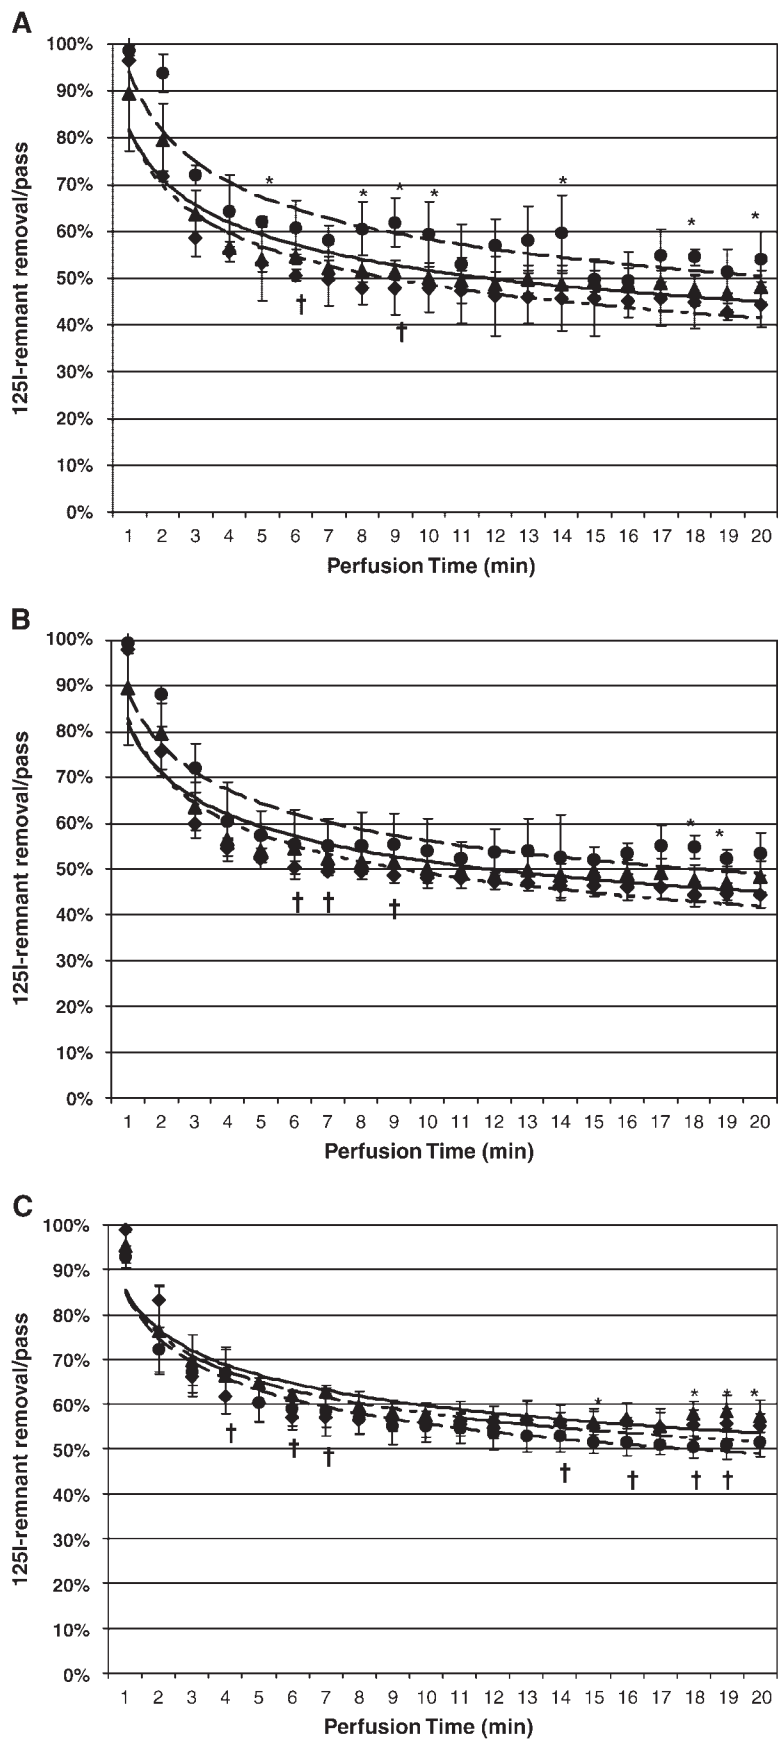 A
125I-remnant removal/pass
100%
90%
80%
70%
60%
50%
40%
30%
20%
10%
0%
* * * * * * *
† †
1 2 3 4 5 6 7 8 9 10 11 12 13 14 15 16 17 18 19 20
Perfusion Time (min)
B
125I-remnant removal/pass
100%
90%
80%
70%
60%
50%
40%
30%
20%
10%
0%
* *
† † †
1 2 3 4 5 6 7 8 9 10 11 12 13 14 15 16 17 18 19 20
Perfusion Time (min)
C
125I-remnant removal/pass
100%
90%
80%
70%
60%
50%
40%
30%
20%
10%
0%
* * * *
† † † † † † †
1 2 3 4 5 6 7 8 9 10 11 12 13 14 15 16 17 18 19 20
Perfusion Time (min)